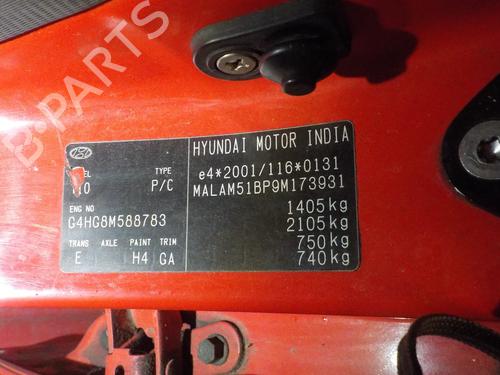 HYUNDAI MOTOR INDIA
TYPE
P/C
e4*2001/116*0131
MALAM51BP9M173931
ENG NO
G4HG8M588783
1405kg
2105kg
750kg
740kg
TRANS AXLE PAINT TRIM
E H4 GA
B-PARTS